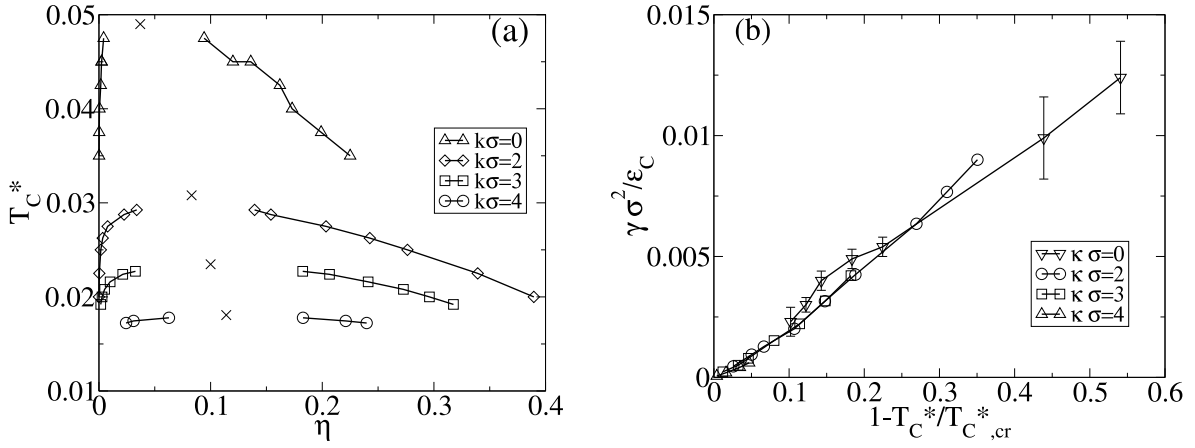 (a)
0.05
0.04
0.03
0.02
0.01
T_C*
kσ=0
kσ=2
kσ=3
kσ=4
0 0.1 0.2 0.3 0.4
η
(b)
0.015
0.01
0.005
0
γ σ²/ε_C
κ σ=0
κ σ=2
κ σ=3
κ σ=4
0 0.1 0.2 0.3 0.4 0.5 0.6
1-T_C*/T_C*,cr